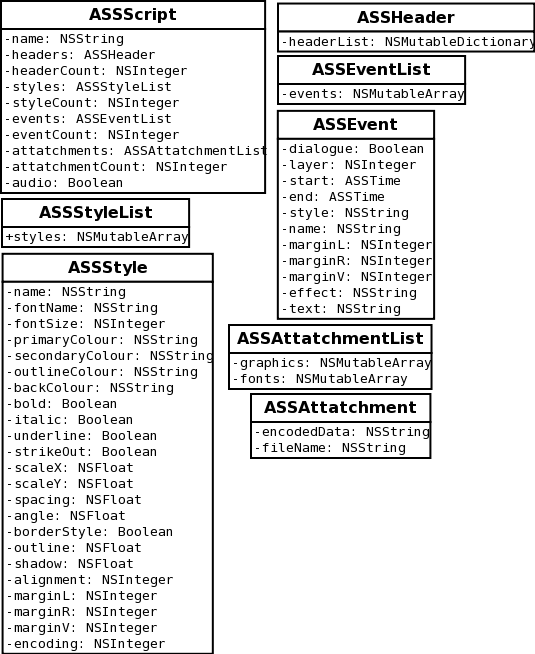 ASSScript
-name: NSString
-headers: ASSHeader
-headerCount: NSInteger
-styles: ASSStyleList
-styleCount: NSInteger
-events: ASSEventList
-eventCount: NSInteger
-attatchments: ASSAttatchmentList
-attatchmentCount: NSInteger
-audio: Boolean
ASSStyleList
+styles: NSMutableArray
ASSStyle
-name: NSString
-fontName: NSString
-fontSize: NSInteger
-primaryColour: NSString
-secondaryColour: NSString
-outlineColour: NSString
-backColour: NSString
-bold: Boolean
-italic: Boolean
-underline: Boolean
-strikeOut: Boolean
-scaleX: NSFloat
-scaleY: NSFloat
-spacing: NSFloat
-angle: NSFloat
-borderStyle: Boolean
-outline: NSFloat
-shadow: NSFloat
-alignment: NSInteger
-marginL: NSInteger
-marginR: NSInteger
-marginV: NSInteger
-encoding: NSInteger
ASSHeader
-headerList: NSMutableDictionary
ASSEventList
-events: NSMutableArray
ASSEvent
-dialogue: Boolean
-layer: NSInteger
-start: ASSTime
-end: ASSTime
-style: NSString
-name: NSString
-marginL: NSInteger
-marginR: NSInteger
-marginV: NSInteger
-effect: NSString
-text: NSString
ASSAttatchmentList
-graphics: NSMutableArray
-fonts: NSMutableArray
ASSAttatchment
-encodedData: NSString
-fileName: NSString